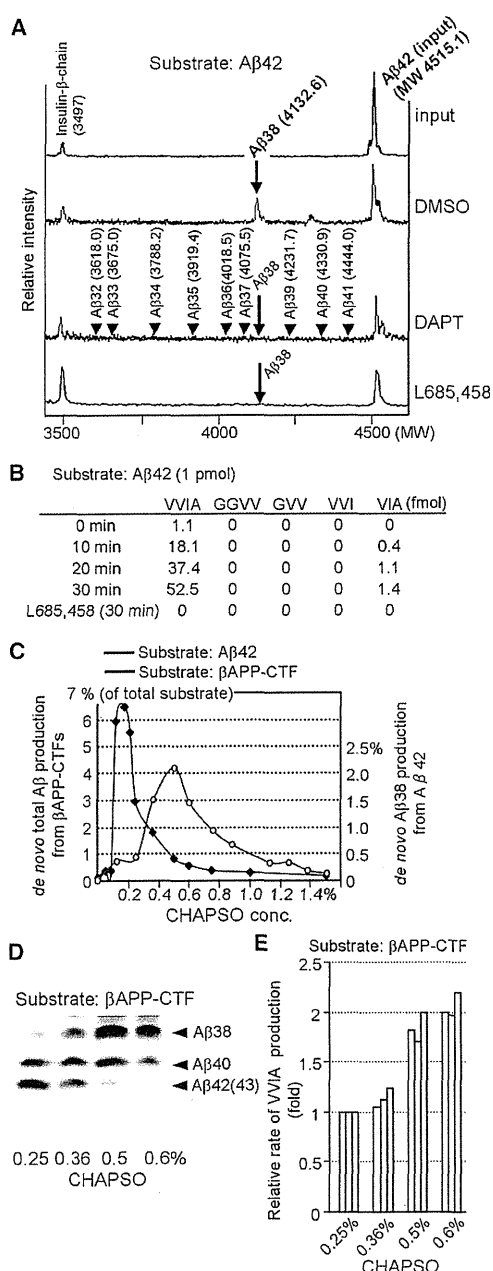 A
Substrate: Aβ42
Insulin-β-chain
(3497)
Aβ38 (4132.6)
Aβ42 (input)
(MW 4515.1)
input
DMSO
Relative intensity
Aβ32 (3618.0)
Aβ33 (3675.0)
Aβ34 (3788.2)
Aβ35 (3919.4)
Aβ36(4018.5)
Aβ37 (4075.5)
Aβ38
Aβ39 (4231.7)
Aβ40 (4330.9)
Aβ41 (4444.0)
DAPT
Aβ38
L685,458
3500 4000 4500 (MW)
B Substrate: Aβ42 (1 pmol)
VVIA GGVV GVV VVI VIA (fmol)
0 min 1.1 0 0 0 0
10 min 18.1 0 0 0 0.4
20 min 37.4 0 0 0 1.1
30 min 52.5 0 0 0 1.4
L685,458 (30 min) 0 0 0 0 0
C
Substrate: Aβ42
Substrate: βAPP-CTF
7 % (of total substrate)
6
5
4
3
2
1
0
de novo total Aβ production
from βAPP-CTFs
2.5%
2.0
1.5
1.0
0.5
0
de novo Aβ38 production
from Aβ42
0.2 0.4 0.6 0.8 1.0 1.2 1.4%
CHAPSO conc.
D
Substrate: βAPP-CTF
Aβ38
Aβ40
Aβ42(43)
0.25 0.36 0.5 0.6%
CHAPSO
E
Substrate: βAPP-CTF
2.5
2
1.5
1
0.5
0
Relative rate of VVIA production
(fold)
0.25% 0.36% 0.5% 0.6%
CHAPSO